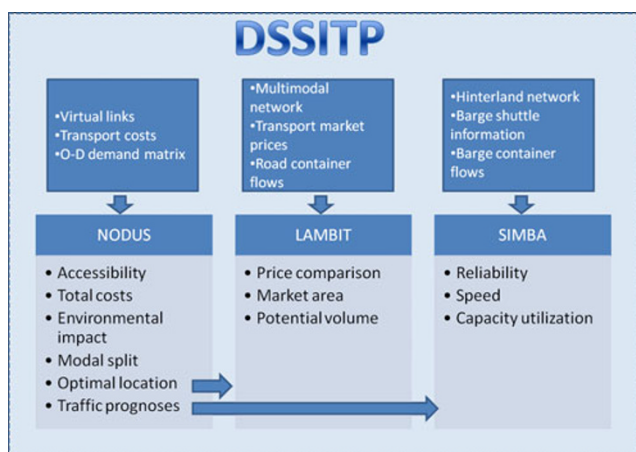 DSSITP
•Virtual links
•Transport costs
•O-D demand matrix
•Multimodal
network
•Transport market
prices
•Road container
flows
•Hinterland network
•Barge shuttle
information
•Barge container
flows
NODUS
• Accessibility
• Total costs
• Environmental
impact
• Modal split
• Optimal location
• Traffic prognoses
LAMBIT
• Price comparison
• Market area
• Potential volume
SIMBA
• Reliability
• Speed
• Capacity utilization